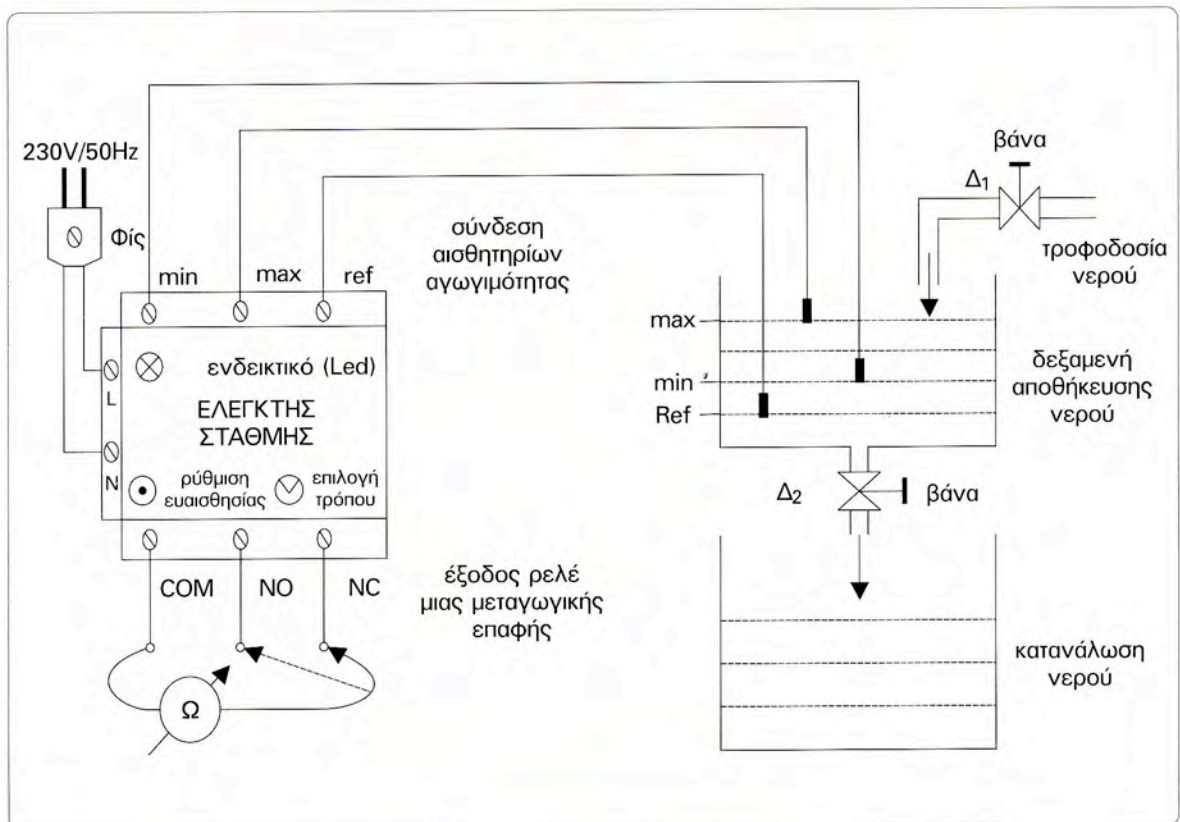 230V/50Hz
Φίς
min max ref
σύνδεση
αισθητηρίων
αγωγιμότητας
βάνα
Δ1
τροφοδοσία
νερού
max
min
Ref
δεξαμενή
αποθήκευσης
νερού
ενδεικτικό (Led)
L
ΕΛΕΓΚΤΗΣ
ΣΤΑΘΜΗΣ
N
ρύθμιση
ευαισθησίας
επιλογή
τρόπου
Δ2
βάνα
COM NO NC
έξοδος ρελέ
μιας μεταγωγικής
επαφής
Ω
κατανάλωση
νερού